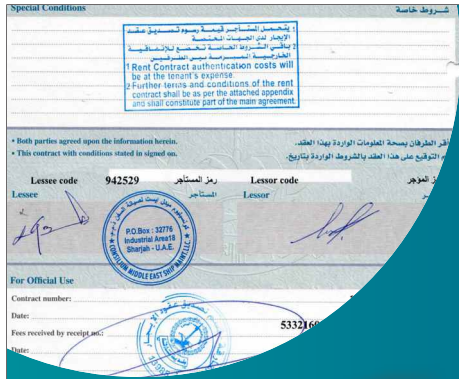 Special Conditions
شروط خاصة
1 يتحمل المستأجر قيمة رسوم تصديق عقد
الإيجار لدى الجهات المختصة
2 باقي الشروط الخاصة تخضع للإتفاقية
الخارجية المبرمة بين الطرفين
1 Rent Contract authentication costs will
be at the tenant's expense.
2 Further terms and conditions of the rent
contract shall be as per the attached appendix
and shall constitute part of the main agreement.
• Both parties agreed upon the information herein.
أقر الطرفان بصحة المعلومات الواردة بهذا العقد.
• This contract with conditions stated in signed on.
التوقيع على هذا العقد بالشروط الواردة بتاريخ.
Lessee code 942529 رمز المستأجر Lessor code المؤجر
Lessee المستأجر Lessor
P.O.Box : 32776
Industrial Area18
Sharjah - U.A.E.
CONSILIUM MIDDLE EAST SHIP MAINT.L.L.C.
For Official Use
Contract number:
Date:
Fees received by receipt no.:
Date: